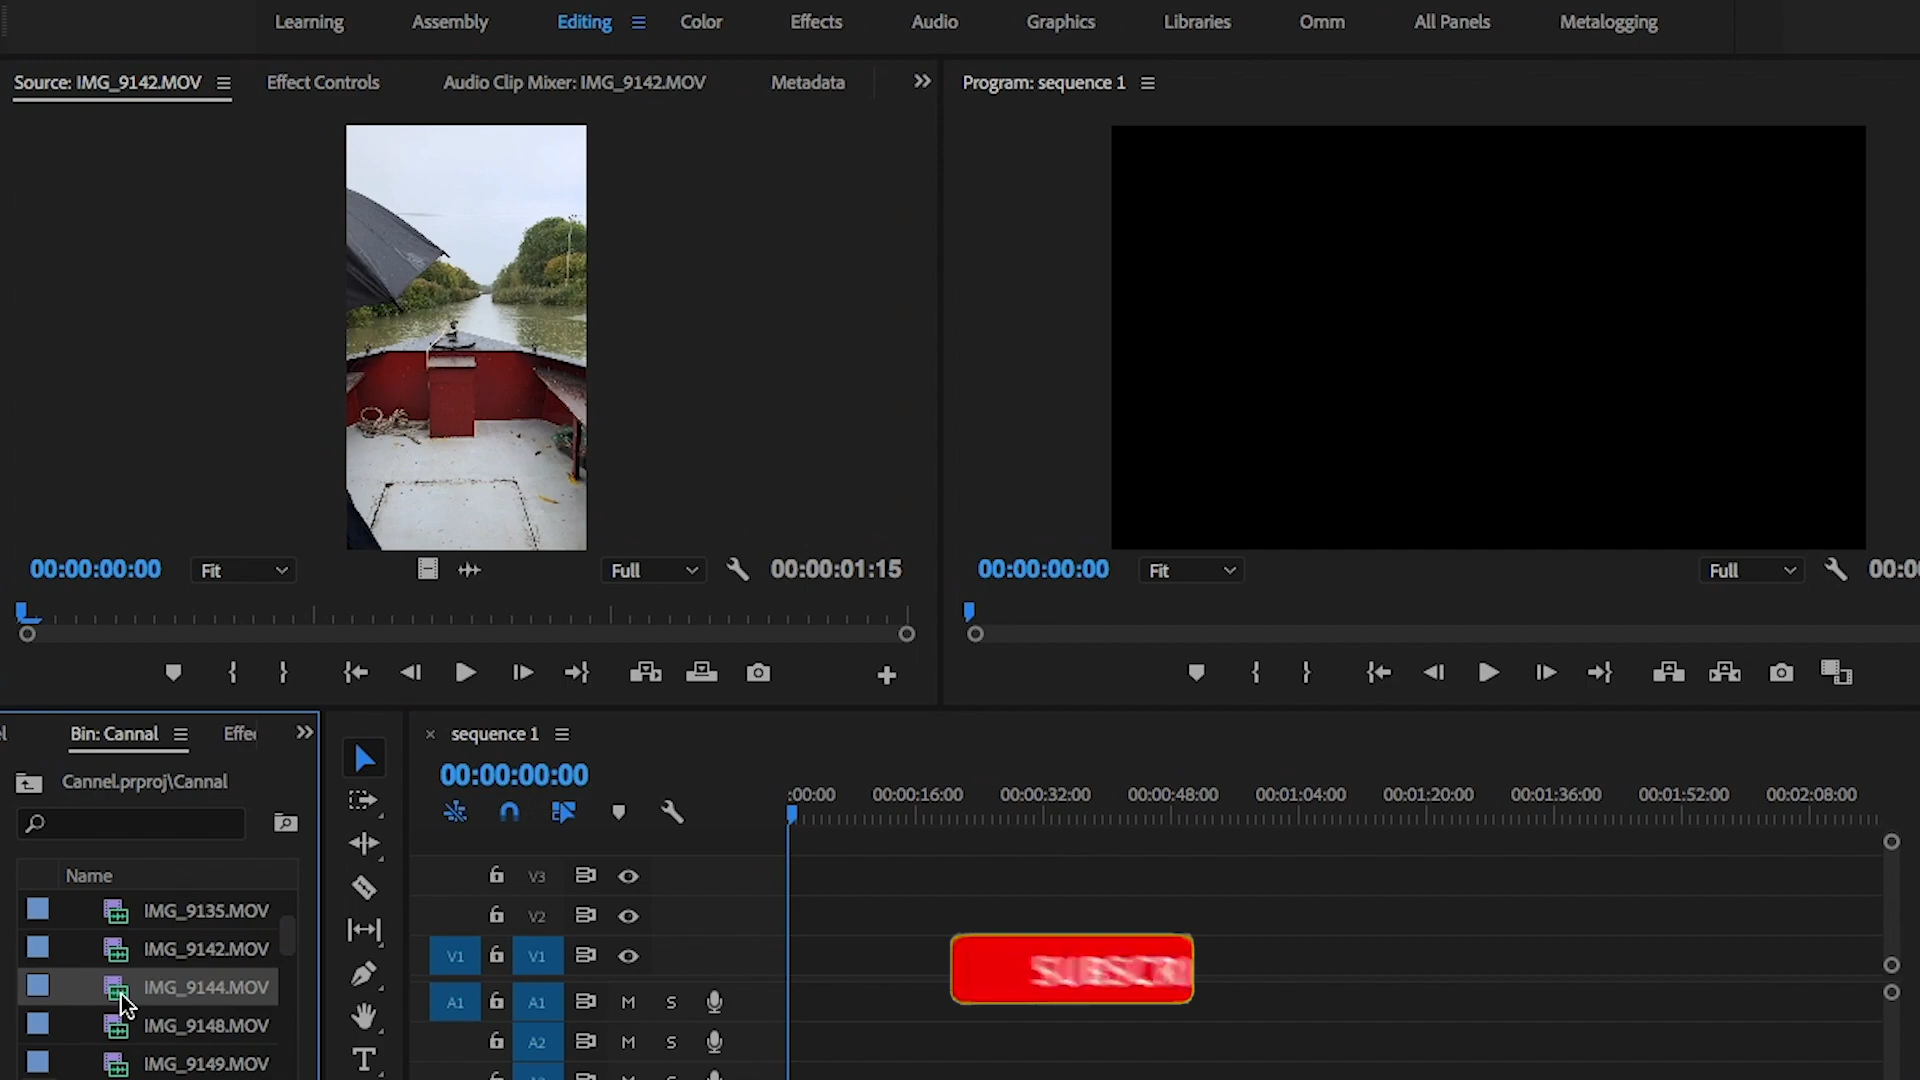 Learning Assembly Editing Color Effects Audio Graphics Libraries Omm All Panels Metalogging
Source: IMG_9142.MOV Effect Controls Audio Clip Mixer: IMG_9142.MOV Metadata
Program: sequence 1
00:00:00:00 Fit Full 00:00:01:15
00:00:00:00 Fit Full
Bin: Cannal
Cannel.prproj\Cannal
Name
IMG_9135.MOV
IMG_9142.MOV
IMG_9144.MOV
IMG_9148.MOV
IMG_9149.MOV
× sequence 1
00:00:00:00
:00:00 00:00:16:00 00:00:32:00 00:00:48:00 00:01:04:00 00:01:20:00 00:01:36:00 00:01:52:00 00:02:08:00
V3
V2
V1 V1
A1 A1 M S
A2 M S